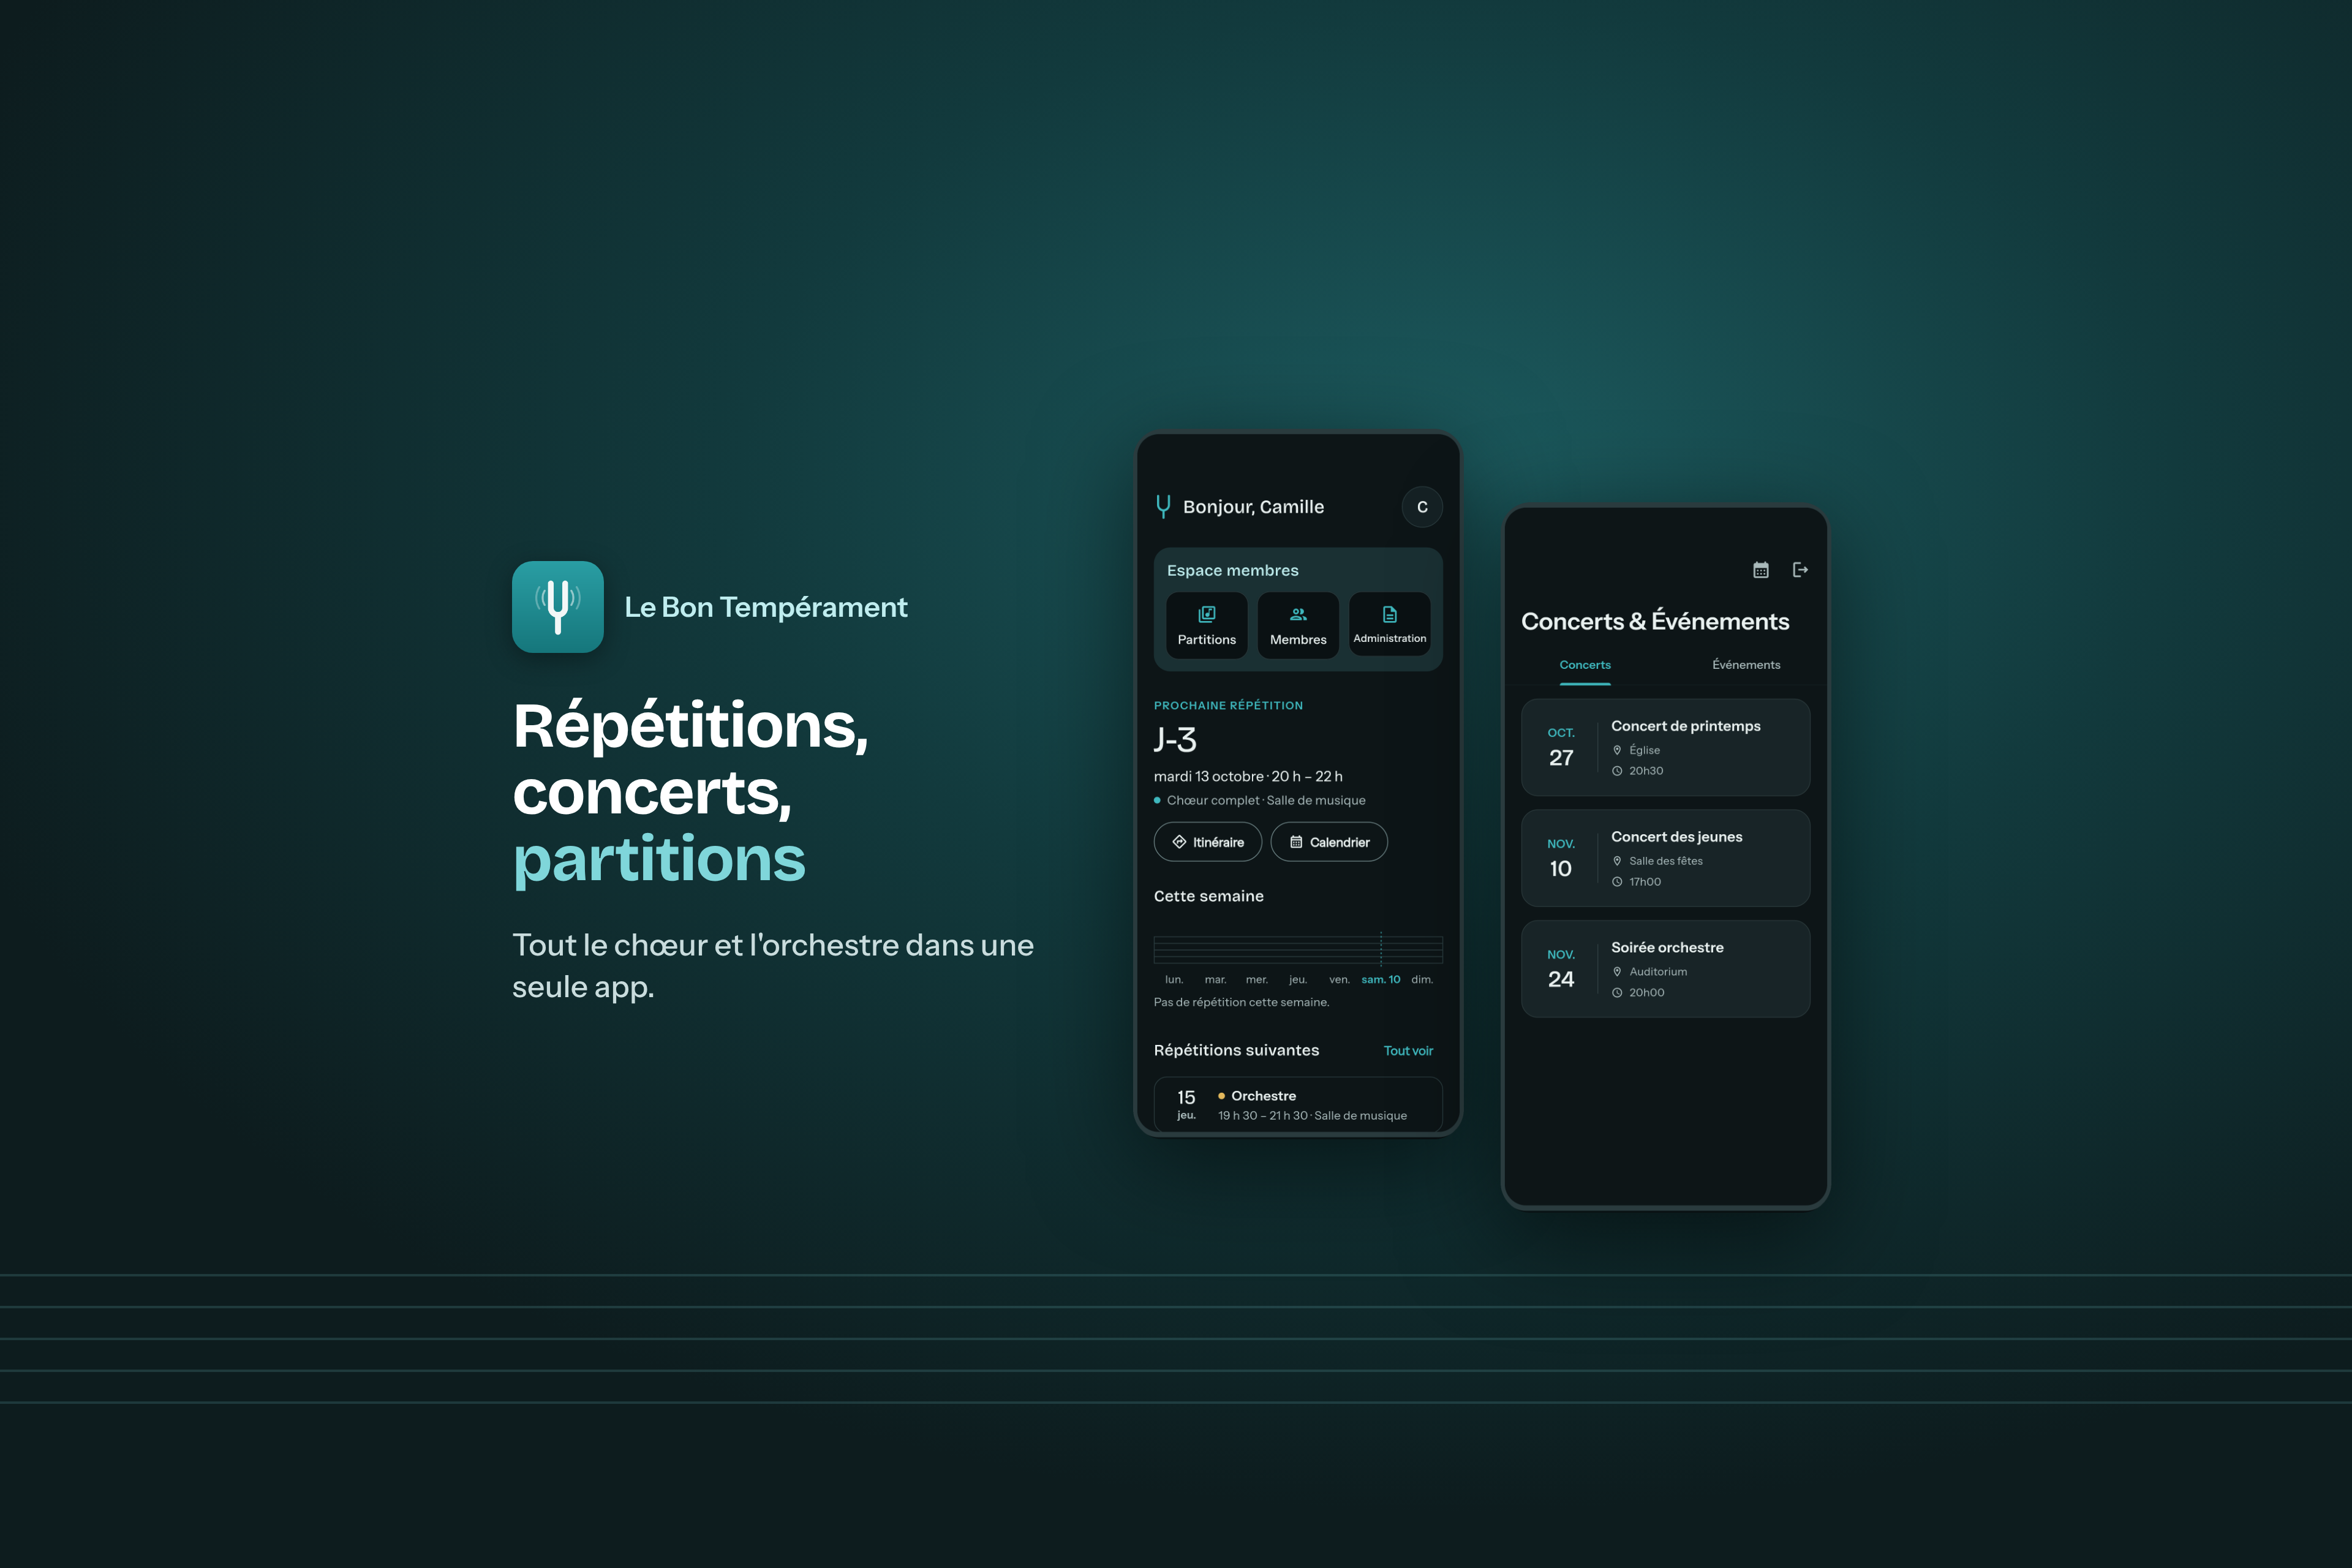 Le Bon Tempérament
Répétitions,
concerts,
partitions
Tout le chœur et l'orchestre dans une
seule app.
Bonjour, Camille
C
Espace membres
Partitions
Membres
Administration
PROCHAINE RÉPÉTITION
J-3
mardi 13 octobre · 20 h – 22 h
Chœur complet · Salle de musique
Itinéraire
Calendrier
Cette semaine
lun. mar. mer. jeu. ven. sam. 10 dim.
Pas de répétition cette semaine.
Répétitions suivantes
Tout voir
15
jeu.
Orchestre
19 h 30 – 21 h 30 · Salle de musique
Concerts & Événements
Concerts
Événements
OCT.
27
Concert de printemps
Église
20h30
NOV.
10
Concert des jeunes
Salle des fêtes
17h00
NOV.
24
Soirée orchestre
Auditorium
20h00